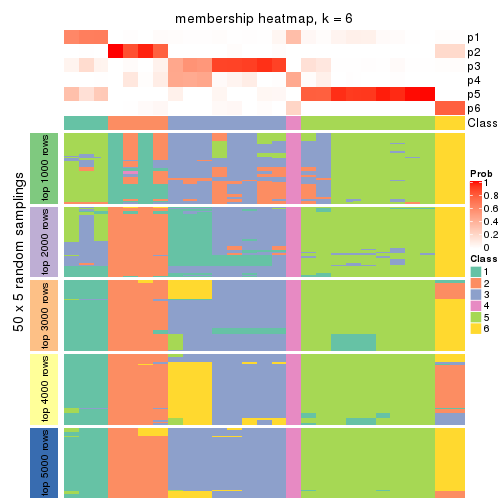 membership heatmap, k = 6
p1
p2
p3
p4
p5
p6
Class
50 x 5 random samplings
top 1000 rows
top 2000 rows
top 3000 rows
top 4000 rows
top 5000 rows
Prob
1
0.8
0.6
0.4
0.2
0
Class
1
2
3
4
5
6